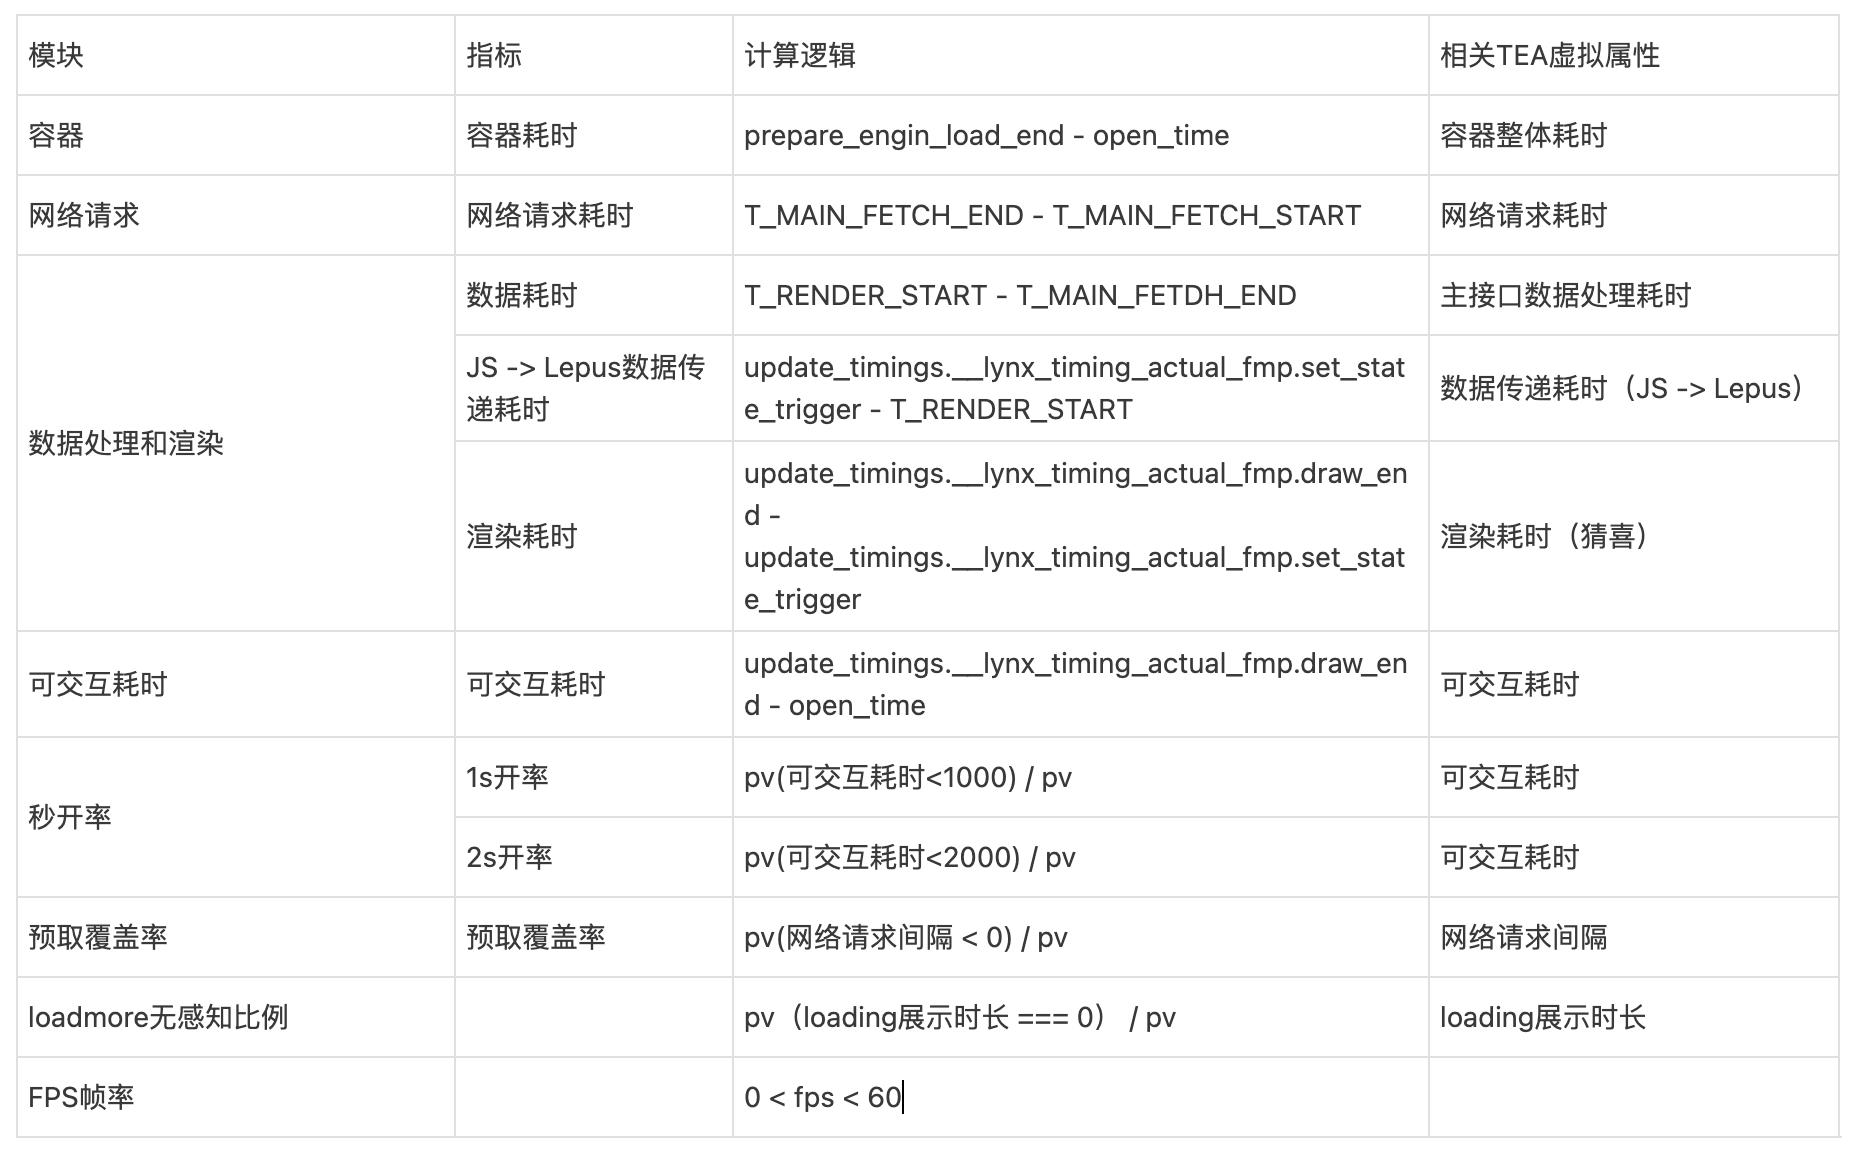 模块
指标
计算逻辑
相关TEA虚拟属性
容器
容器耗时
prepare_engin_load_end - open_time
容器整体耗时
网络请求
网络请求耗时
T_MAIN_FETCH_END - T_MAIN_FETCH_START
网络请求耗时
数据处理和渲染
数据耗时
T_RENDER_START - T_MAIN_FETDH_END
主接口数据处理耗时
JS -> Lepus数据传
递耗时
update_timings.__lynx_timing_actual_fmp.set_stat
e_trigger - T_RENDER_START
数据传递耗时（JS -> Lepus）
渲染耗时
update_timings.__lynx_timing_actual_fmp.draw_en
d -
update_timings.__lynx_timing_actual_fmp.set_stat
e_trigger
渲染耗时（猜喜）
可交互耗时
可交互耗时
update_timings.__lynx_timing_actual_fmp.draw_en
d - open_time
可交互耗时
秒开率
1s开率
pv(可交互耗时<1000) / pv
可交互耗时
2s开率
pv(可交互耗时<2000) / pv
可交互耗时
预取覆盖率
预取覆盖率
pv(网络请求间隔 < 0) / pv
网络请求间隔
loadmore无感知比例
pv（loading展示时长 === 0） / pv
loading展示时长
FPS帧率
0 < fps < 60